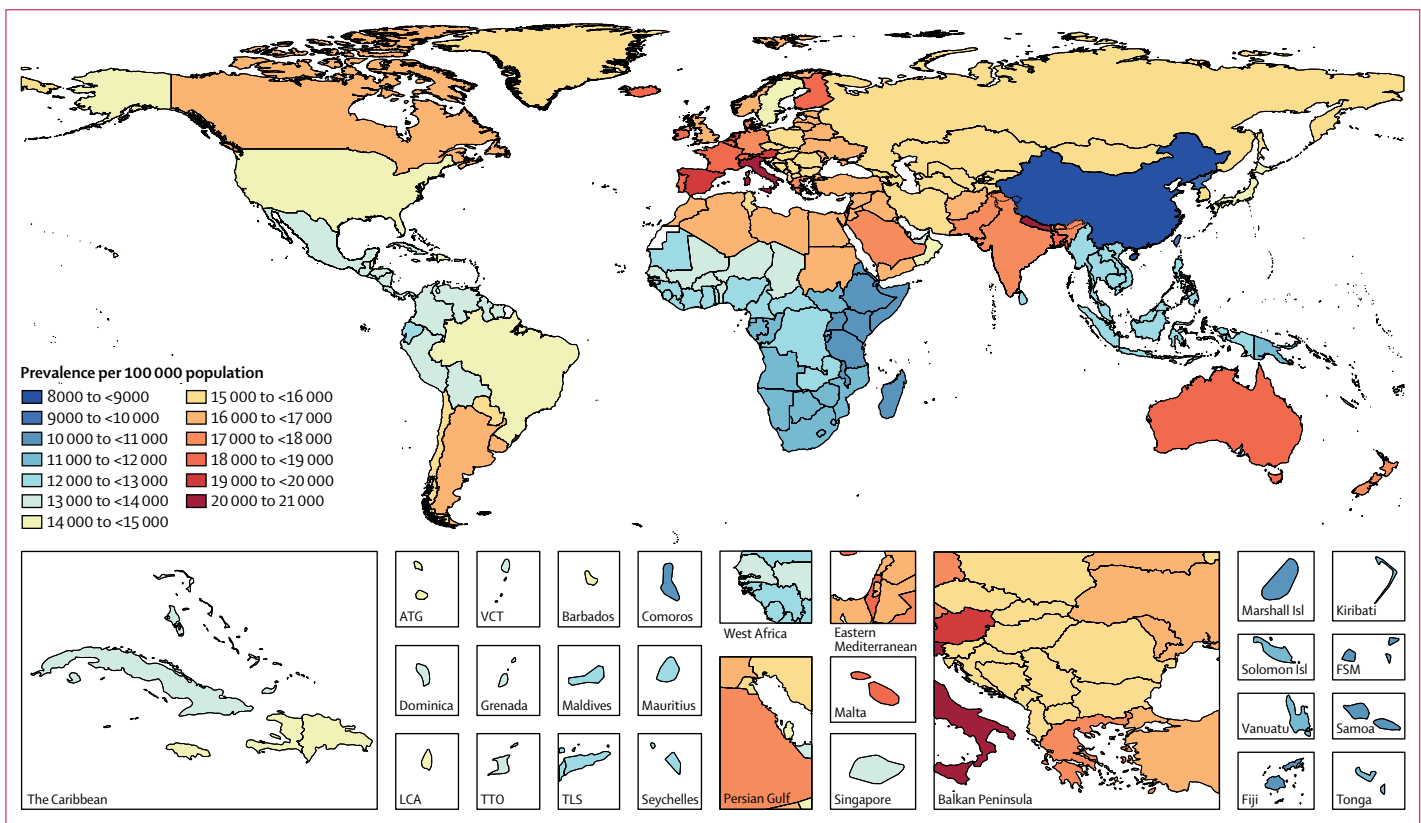 Prevalence per 100 000 population
8000 to <9000
9000 to <10 000
10 000 to <11 000
11 000 to <12 000
12 000 to <13 000
13 000 to <14 000
14 000 to <15 000
15 000 to <16 000
16 000 to <17 000
17 000 to <18 000
18 000 to <19 000
19 000 to <20 000
20 000 to 21 000
The Caribbean
ATG
VCT
Barbados
Comoros
Dominica
Grenada
Maldives
Mauritius
LCA
TTO
TLS
Seychelles
West Africa
Eastern
Mediterranean
Persian Gulf
Malta
Singapore
Balkan Peninsula
Marshall Isl
Kiribati
Solomon Isl
FSM
Vanuatu
Samoa
Fiji
Tonga